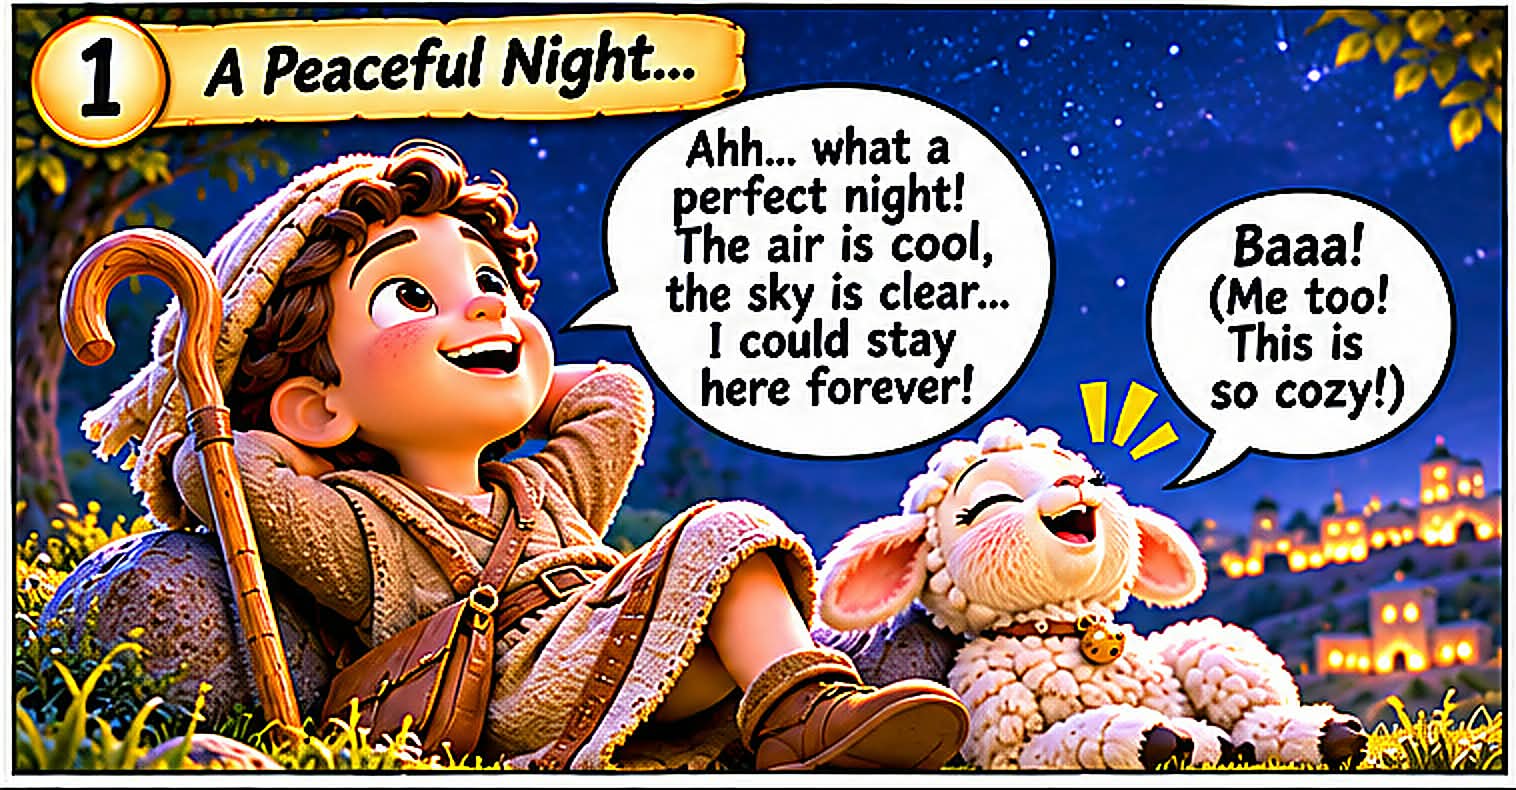 1
A Peaceful Night...
Ahh... what a
perfect night!
The air is cool,
the sky is clear...
I could stay
here forever!
Baaa!
(Me too!
This is
so cozy!)